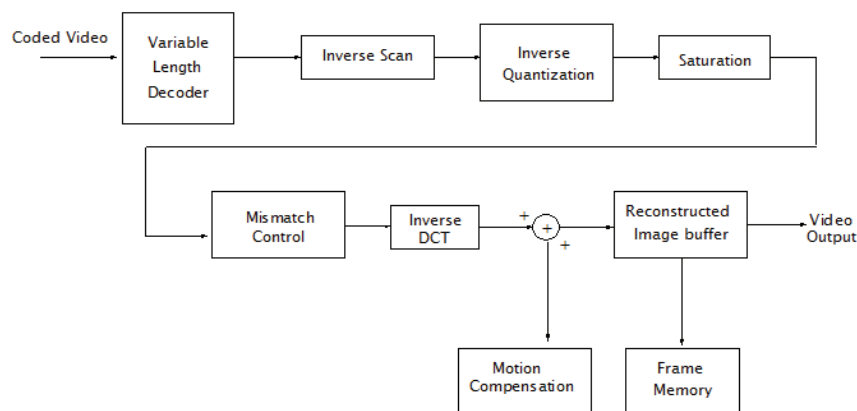 Coded Video
Variable
Length
Decoder
Inverse Scan
Inverse
Quantization
Saturation
Mismatch
Control
Inverse
DCT
+
+
+
Reconstructed
Image buffer
Video
Output
Motion
Compensation
Frame
Memory